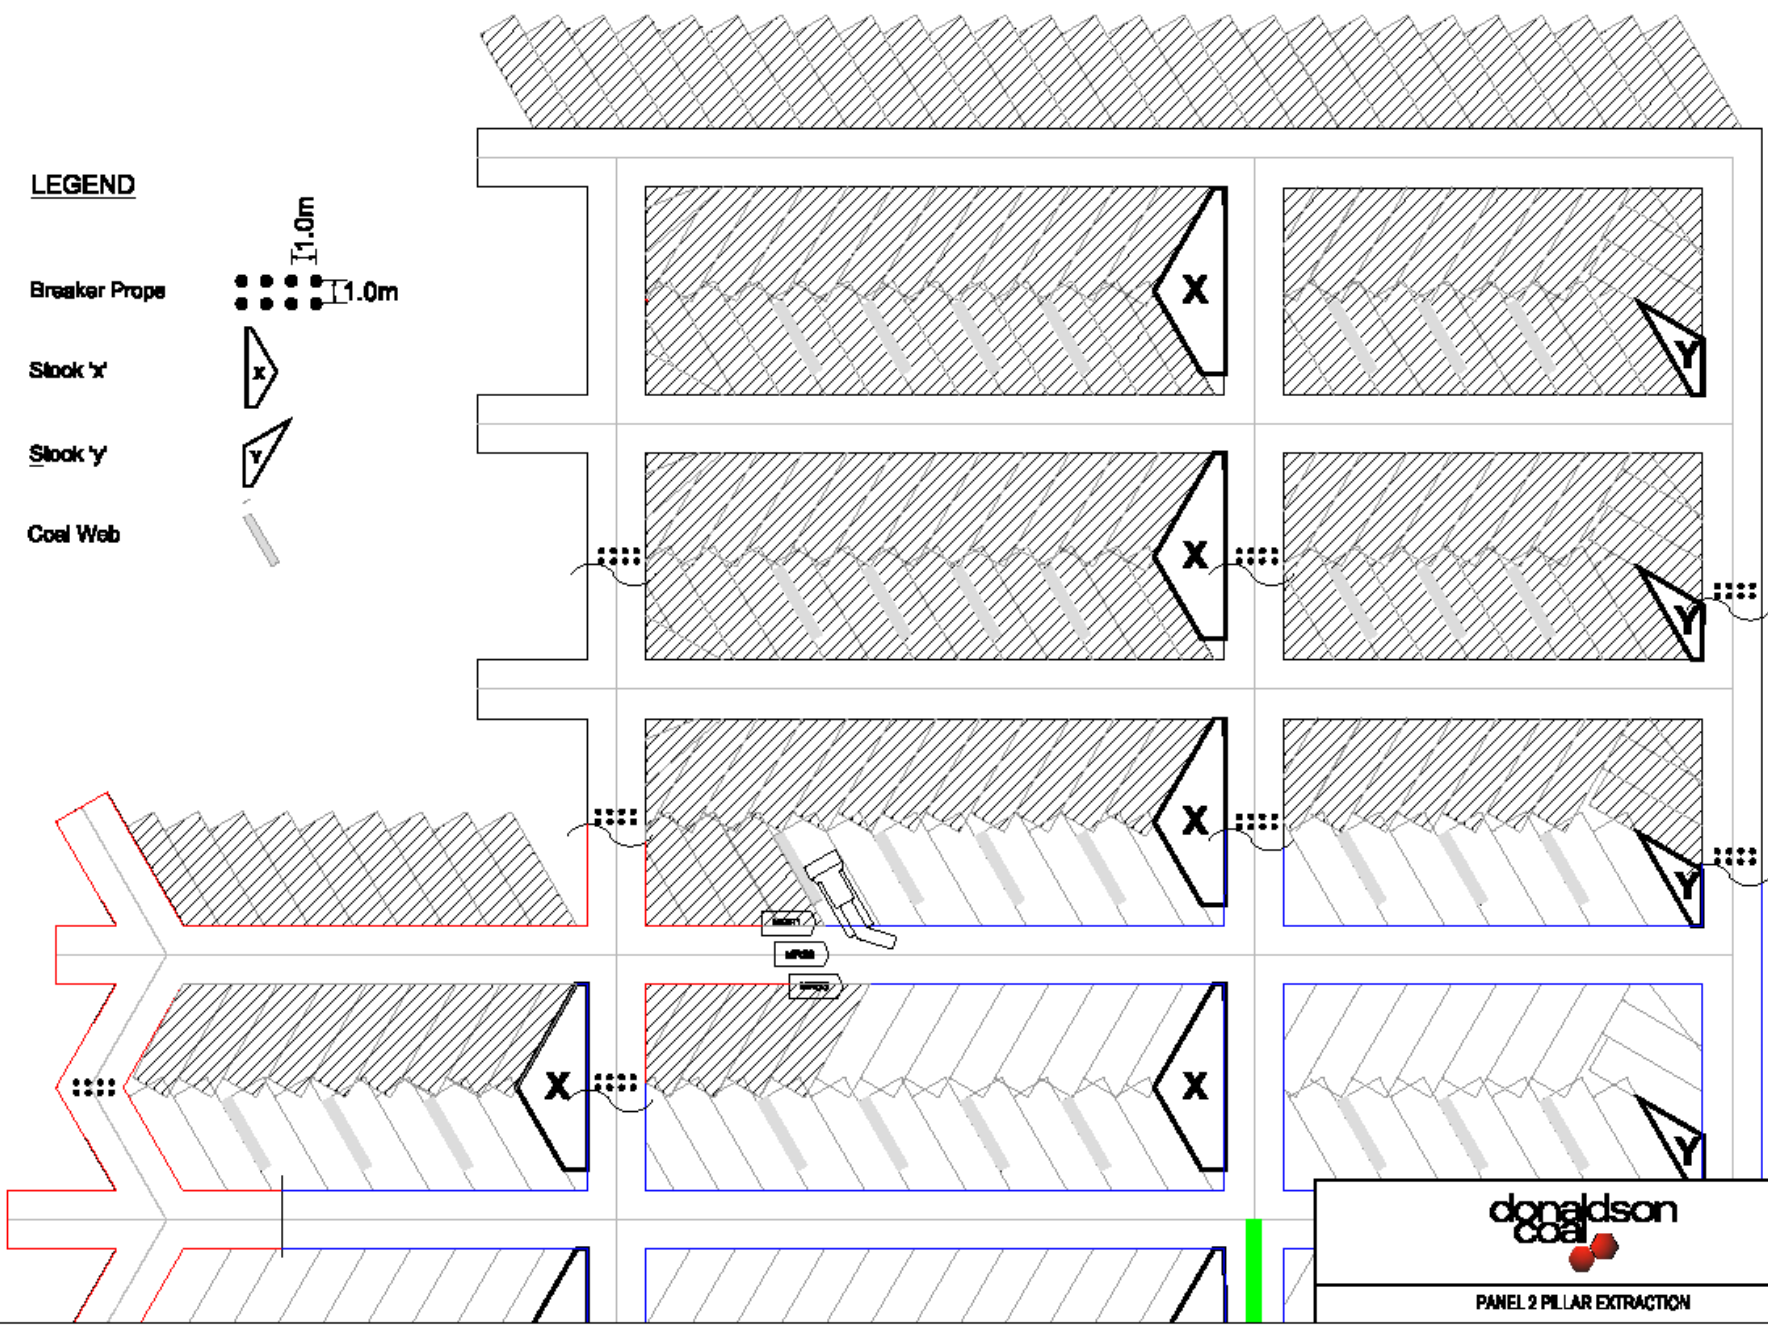 LEGEND
1.0m
Breaker Props
1.0m
Stook 'x'
X
Stook 'y'
Y
Coal Web
X
Y
X
Y
X
Y
X
X
Y
donaldson
coal
PANEL 2 PILLAR EXTRACTION